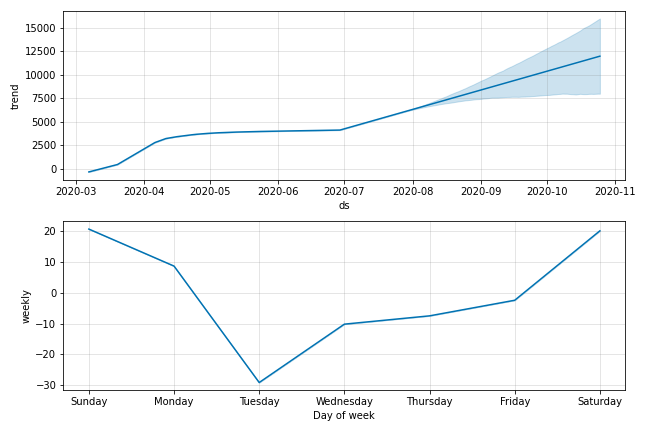 15000
12500
10000
7500
5000
2500
0
trend
2020-03 2020-04 2020-05 2020-06 2020-07 2020-08 2020-09 2020-10 2020-11
ds
20
10
0
−10
−20
−30
weekly
Sunday Monday Tuesday Wednesday Thursday Friday Saturday
Day of week